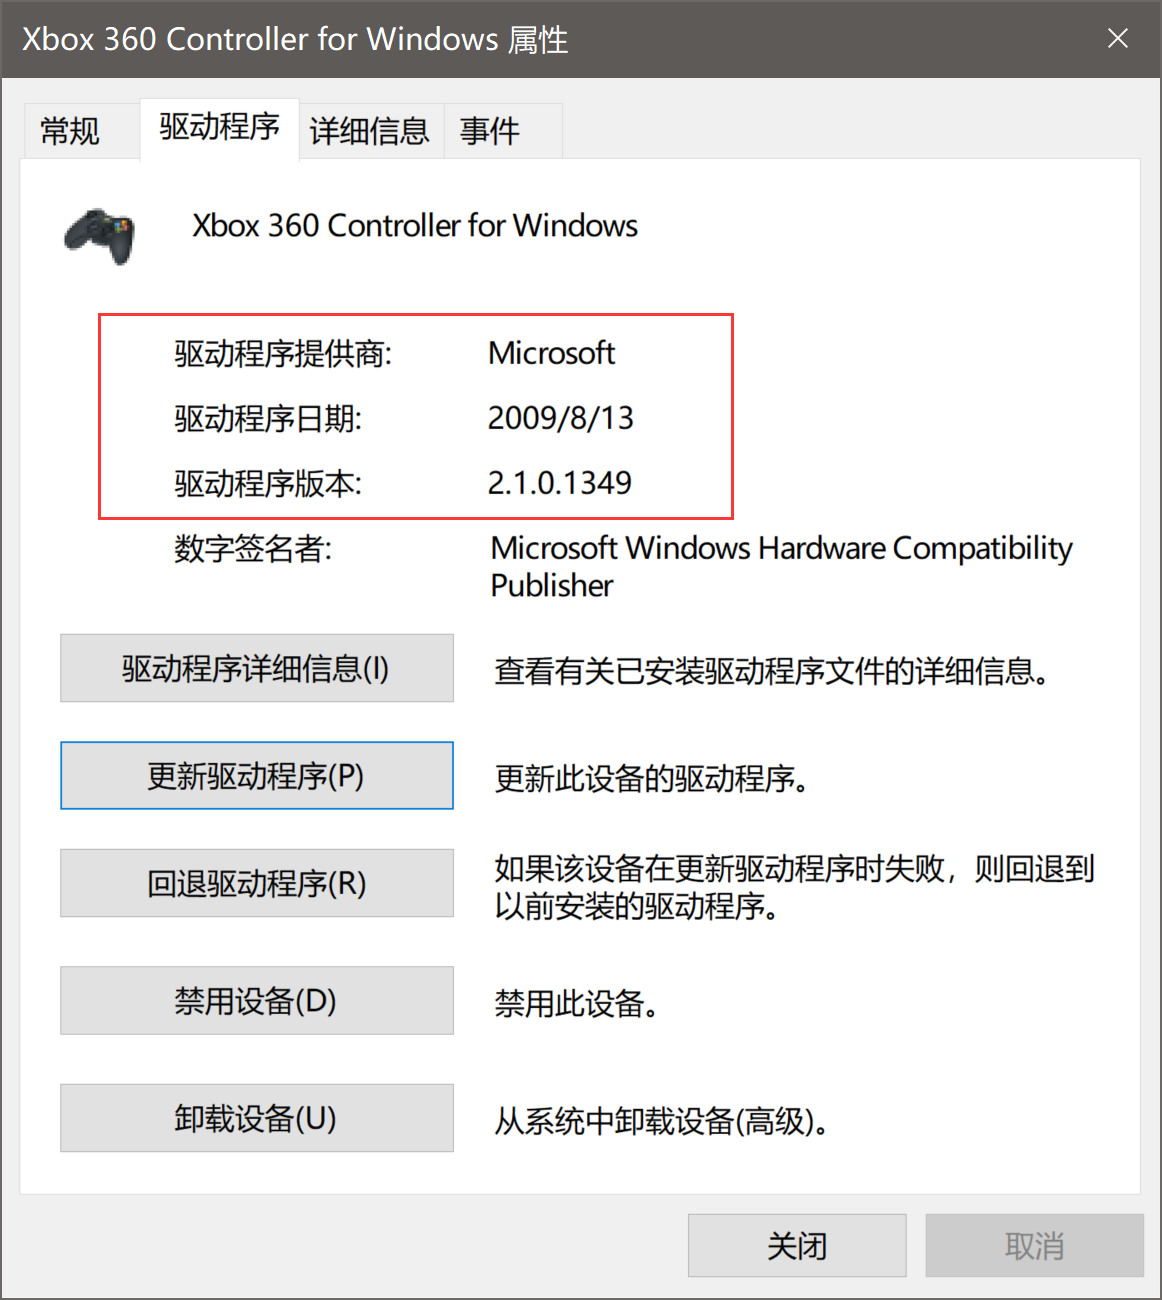 Xbox 360 Controller for Windows 属性
常规 驱动程序 详细信息 事件
Xbox 360 Controller for Windows
驱动程序提供商: Microsoft
驱动程序日期: 2009/8/13
驱动程序版本: 2.1.0.1349
数字签名者: Microsoft Windows Hardware Compatibility
Publisher
驱动程序详细信息(I) 查看有关已安装驱动程序文件的详细信息。
更新驱动程序(P) 更新此设备的驱动程序。
回退驱动程序(R) 如果该设备在更新驱动程序时失败，则回退到
以前安装的驱动程序。
禁用设备(D) 禁用此设备。
卸载设备(U) 从系统中卸载设备(高级)。
关闭 取消